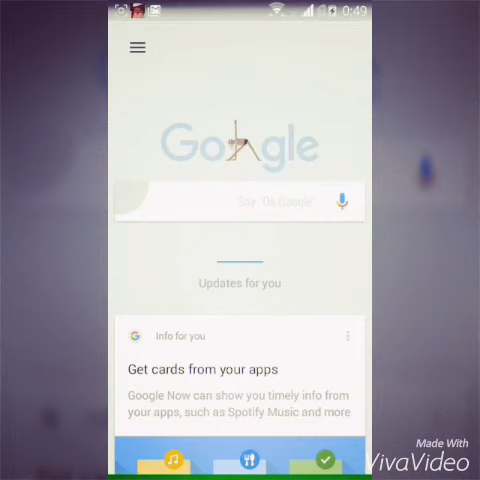 0:49
Google
Say "Ok Google"
Updates for you
Info for you
Get cards from your apps
Google Now can show you timely info from
your apps, such as Spotify Music and more
Made With
VivaVideo